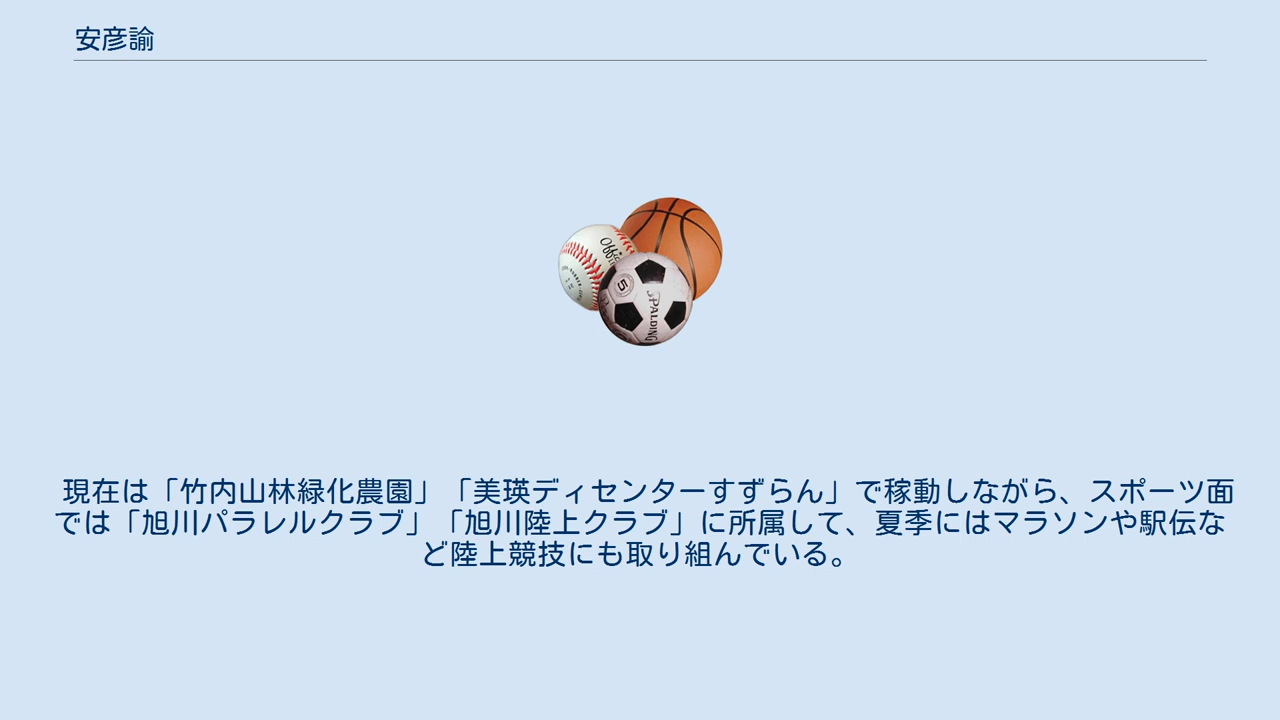 安彦諭
Offi
5
SPALDING
現在は「竹内山林緑化農園」「美瑛ディセンターすずらん」で稼動しながら、スポーツ面
では「旭川パラレルクラブ」「旭川陸上クラブ」に所属して、夏季にはマラソンや駅伝な
ど陸上競技にも取り組んでいる。